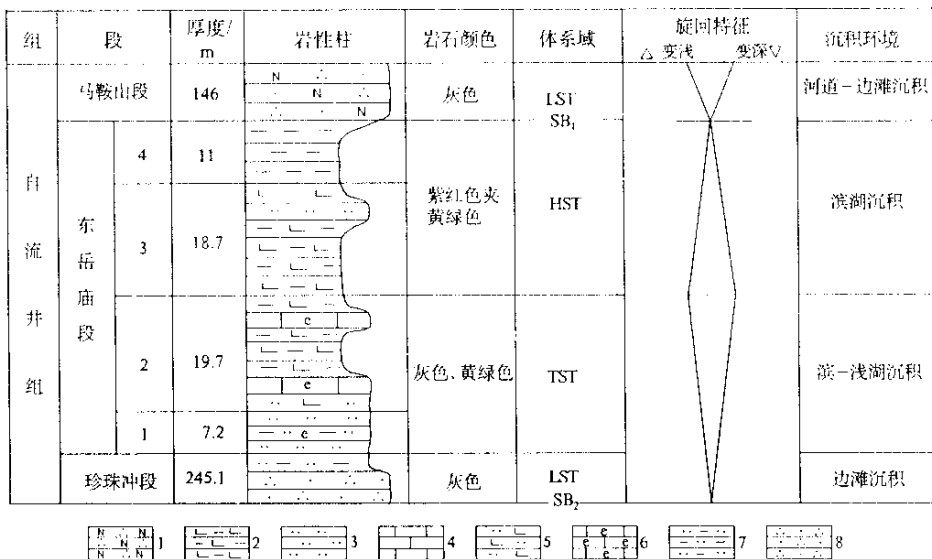 组 段 厚度/m 岩性柱 岩石颜色 体系域 旋回特征 沉积环境
△ 变浅 变深▽
自流井组
马鞍山段 146 灰色 LST 河道-边滩沉积
SB1
东岳庙段
4 11
紫红色夹黄绿色 HST 滨湖沉积
3 18.7
2 19.7 灰色、黄绿色 TST 滨-浅湖沉积
1 7.2
珍珠冲段 245.1 灰色 LST 边滩沉积
SB2
N
N
N
e
e
e
1 2 3 4 5 6 7 8